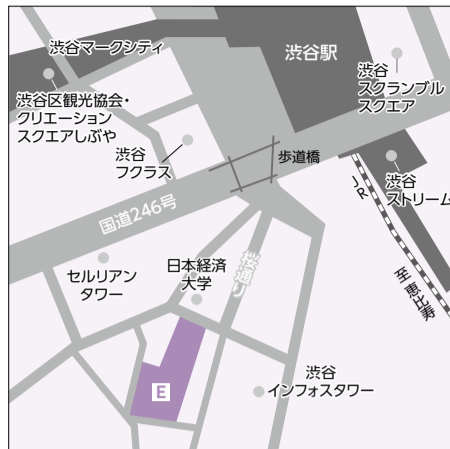 渋谷マークシティ
渋谷駅
渋谷
スクランブル
スクエア
渋谷区観光協会・
クリエーション
スクエアしぶや
渋谷
フクラス
歩道橋
渋谷
ストリーム
JR
至恵比寿
国道246号
セルリアン
タワー
日本経済
大学
桜通り
E
渋谷
インフォスタワー